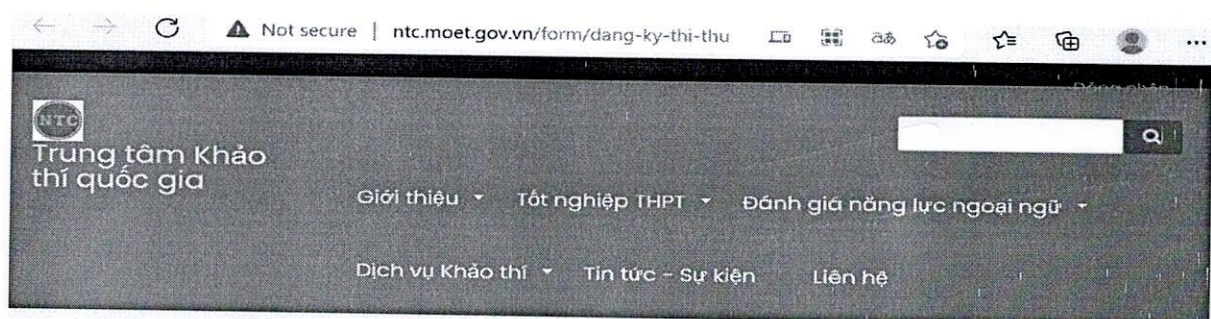 Not secure | ntc.moet.gov.vn/form/dang-ky-thi-thu
Đăng nhập
NTC
Trung tâm Khảo
thí quốc gia
Giới thiệu Tốt nghiệp THPT Đánh giá năng lực ngoại ngữ
Dịch vụ Khảo thí Tin tức - Sự kiện Liên hệ